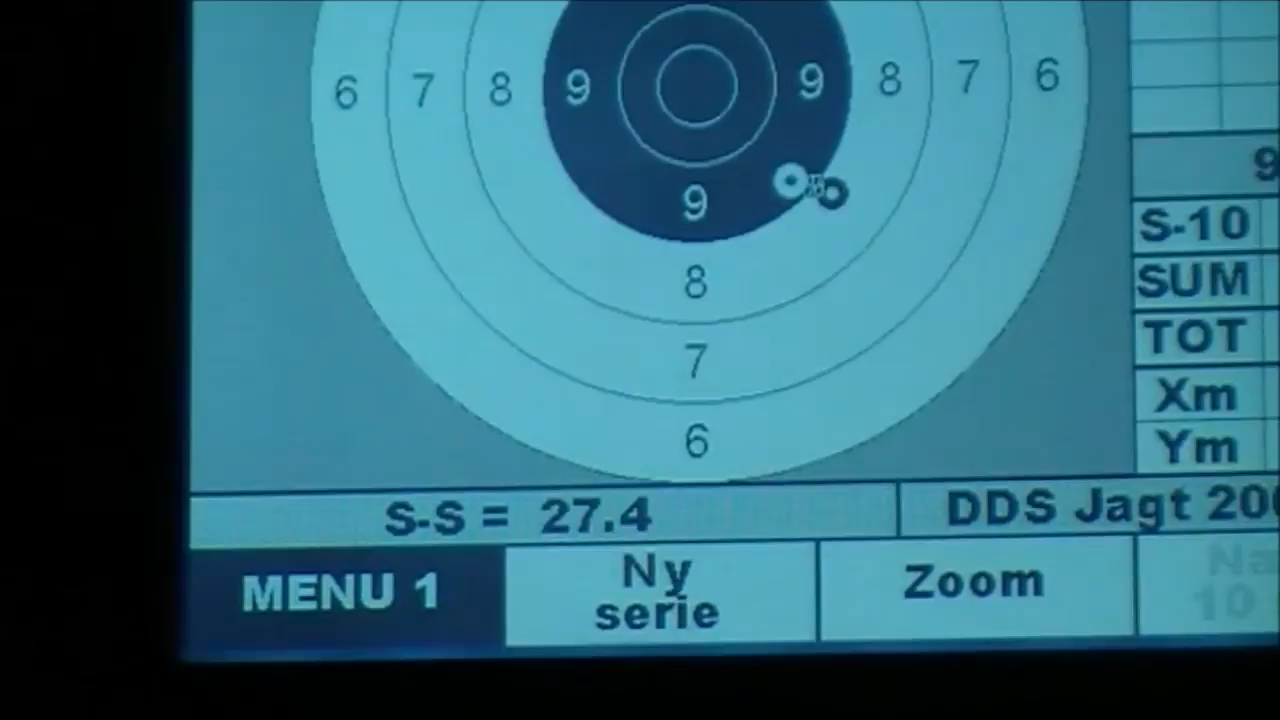 6 7 8 9 9 8 7 6
9
9
8
7
6
S-10
SUM
TOT
Xm
Ym
S-S = 27.4
DDS Jagt 20
MENU 1
Ny
serie
Zoom
10